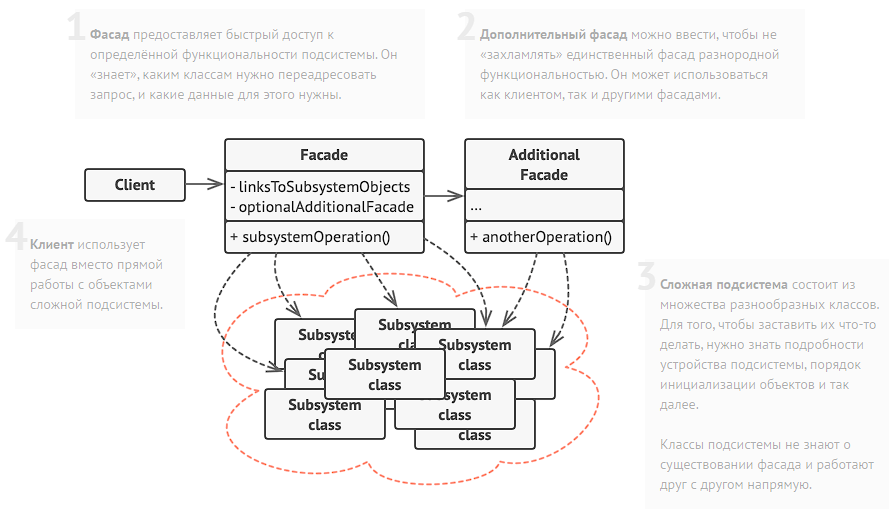 1
Фасад предоставляет быстрый доступ к
определённой функциональности подсистемы. Он
«знает», каким классам нужно переадресовать
запрос, и какие данные для этого нужны.
2
Дополнительный фасад можно ввести, чтобы не
«захламлять» единственный фасад разнородной
функциональностью. Он может использоваться
как клиентом, так и другими фасадами.
Client
Facade
- linksToSubsystemObjects
- optionalAdditionalFacade
+ subsystemOperation()
Additional
Facade
...
+ anotherOperation()
4
Клиент использует
фасад вместо прямой
работы с объектами
сложной подсистемы.
3
Сложная подсистема состоит из
множества разнообразных классов.
Для того, чтобы заставить их что-то
делать, нужно знать подробности
устройства подсистемы, порядок
инициализации объектов и так
далее.
Классы подсистемы не знают о
существовании фасада и работают
друг с другом напрямую.
Subsystem
class
Subsystem
class
Subsystem
class
Subsystem
class
Subsystem
class
Subsystem
class
class